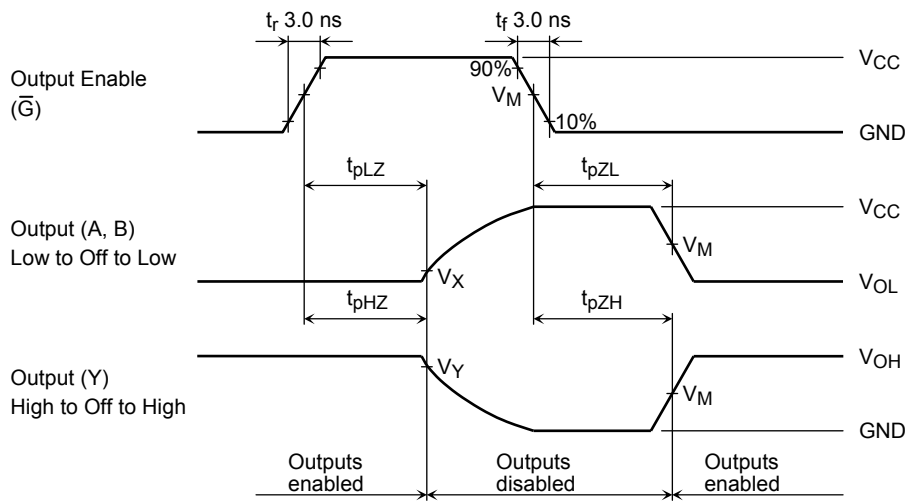 tr 3.0 ns
tf 3.0 ns
Output Enable
(G̅)
90%
VM
10%
VCC
GND
tpLZ
tpZL
Output (A, B)
Low to Off to Low
VX
VM
VCC
VOL
tpHZ
tpZH
Output (Y)
High to Off to High
VY
VM
VOH
GND
Outputs
enabled
Outputs
disabled
Outputs
enabled